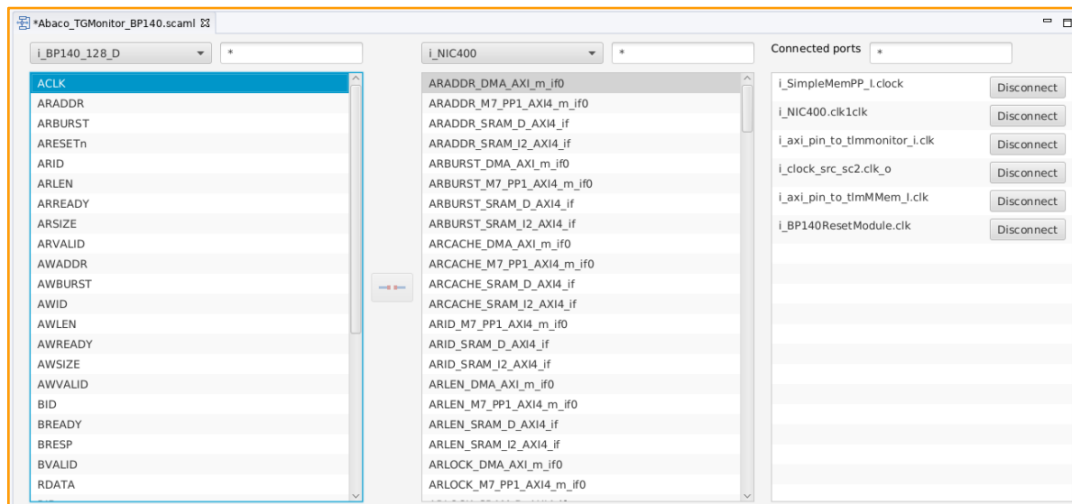 *Abaco_TGMonitor_BP140.scaml
i_BP140_128_D
*
i_NIC400
*
Connected ports
*
ACLK
ARADDR
ARBURST
ARESETn
ARID
ARLEN
ARREADY
ARSIZE
ARVALID
AWADDR
AWBURST
AWID
AWLEN
AWREADY
AWSIZE
AWVALID
BID
BREADY
BRESP
BVALID
RDATA
ARADDR_DMA_AXI_m_if0
ARADDR_M7_PP1_AXI4_m_if0
ARADDR_SRAM_D_AXI4_if
ARADDR_SRAM_I2_AXI4_if
ARBURST_DMA_AXI_m_if0
ARBURST_M7_PP1_AXI4_m_if0
ARBURST_SRAM_D_AXI4_if
ARBURST_SRAM_I2_AXI4_if
ARCACHE_DMA_AXI_m_if0
ARCACHE_M7_PP1_AXI4_m_if0
ARCACHE_SRAM_D_AXI4_if
ARCACHE_SRAM_I2_AXI4_if
ARID_M7_PP1_AXI4_m_if0
ARID_SRAM_D_AXI4_if
ARID_SRAM_I2_AXI4_if
ARLEN_DMA_AXI_m_if0
ARLEN_M7_PP1_AXI4_m_if0
ARLEN_SRAM_D_AXI4_if
ARLEN_SRAM_I2_AXI4_if
ARLOCK_DMA_AXI_m_if0
ARLOCK_M7_PP1_AXI4_m_if0
i_SimpleMemPP_I.clock Disconnect
i_NIC400.clk1clk Disconnect
i_axi_pin_to_tlmmonitor_i.clk Disconnect
i_clock_src_sc2.clk_o Disconnect
i_axi_pin_to_tlmMMem_I.clk Disconnect
i_BP140ResetModule.clk Disconnect